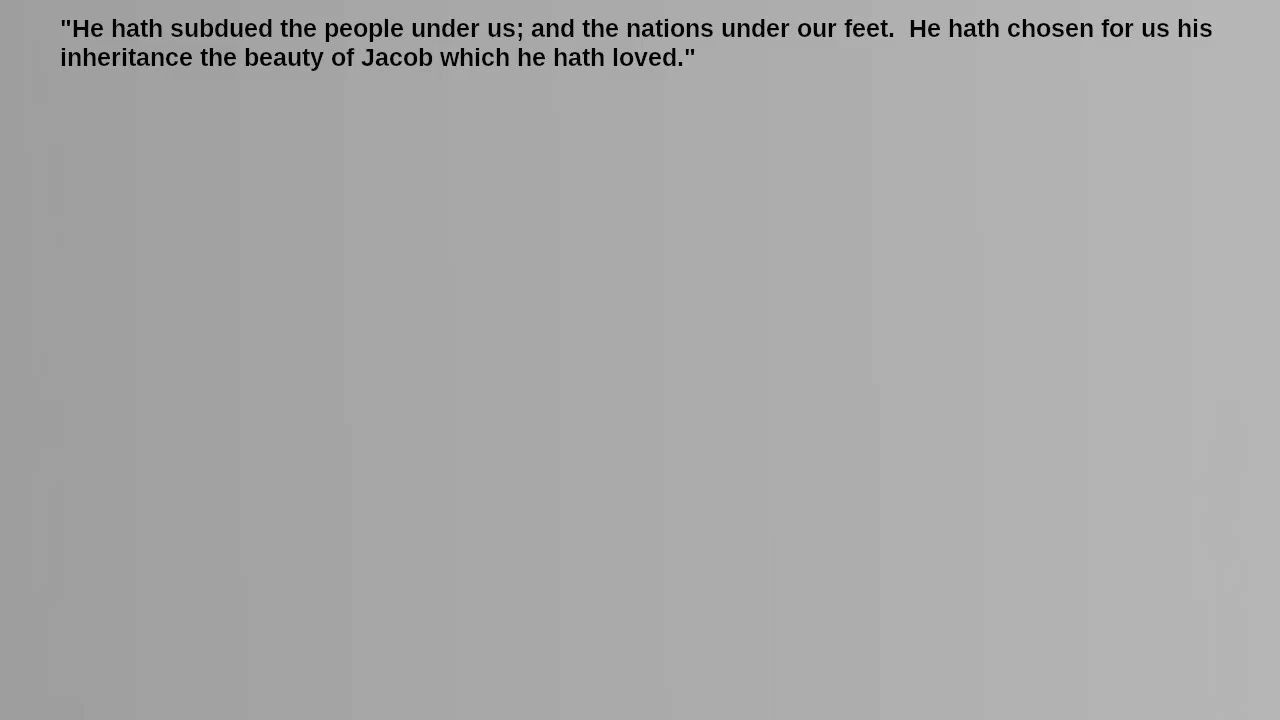 "He hath subdued the people under us; and the nations under our feet.  He hath chosen for us his
inheritance the beauty of Jacob which he hath loved."